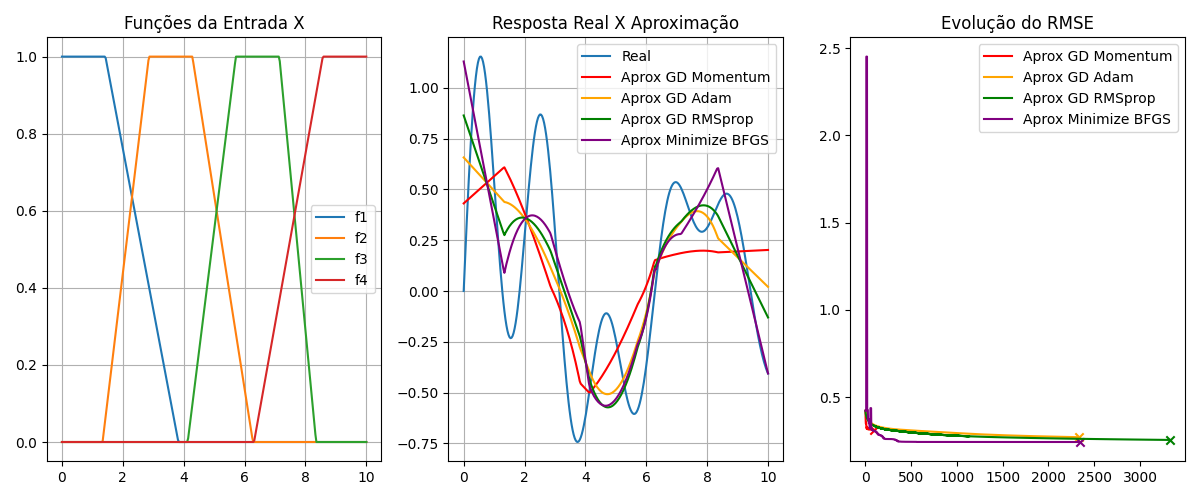 Funções da Entrada X
1.0
0.8
0.6
0.4
0.2
0.0
0 2 4 6 8 10
f1
f2
f3
f4
Resposta Real X Aproximação
1.00
0.75
0.50
0.25
0.00
−0.25
−0.50
−0.75
0 2 4 6 8 10
Real
Aprox GD Momentum
Aprox GD Adam
Aprox GD RMSprop
Aprox Minimize BFGS
Evolução do RMSE
2.5
2.0
1.5
1.0
0.5
0 500 1000 1500 2000 2500 3000
Aprox GD Momentum
Aprox GD Adam
Aprox GD RMSprop
Aprox Minimize BFGS